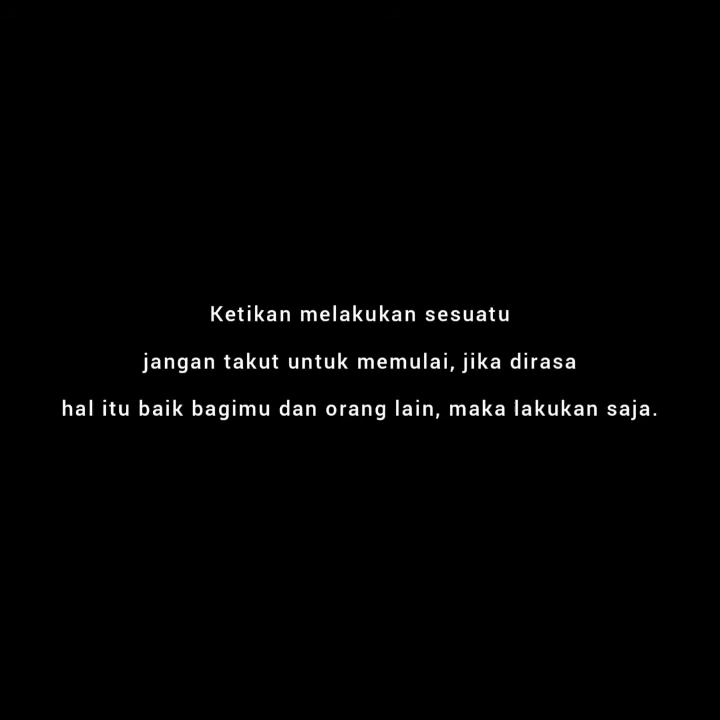 Ketikan melakukan sesuatu
jangan takut untuk memulai, jika dirasa
hal itu baik bagimu dan orang lain, maka lakukan saja.